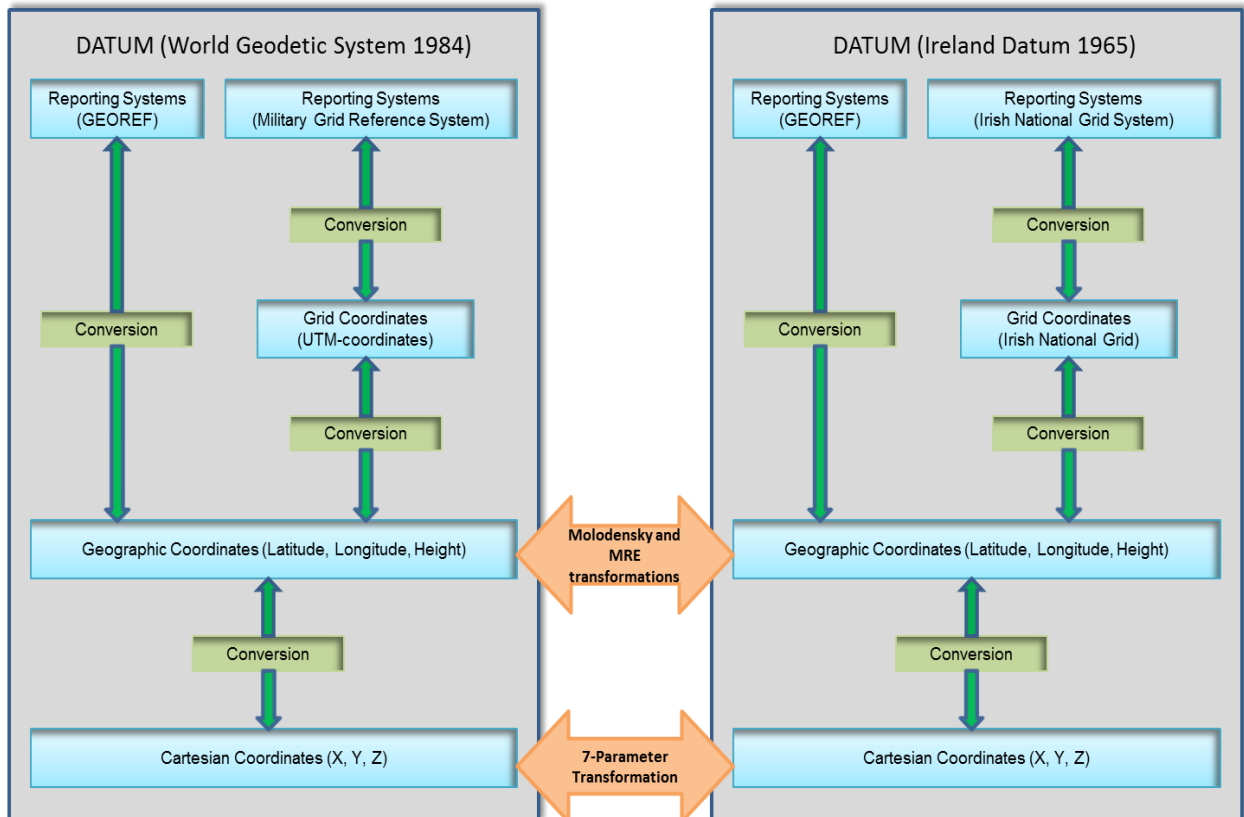 DATUM (World Geodetic System 1984)
Reporting Systems
(GEOREF)
Reporting Systems
(Military Grid Reference System)
Conversion
Conversion
Grid Coordinates
(UTM-coordinates)
Conversion
Geographic Coordinates (Latitude, Longitude, Height)
Conversion
Cartesian Coordinates (X, Y, Z)
Molodensky and
MRE
transformations
7-Parameter
Transformation
DATUM (Ireland Datum 1965)
Reporting Systems
(GEOREF)
Reporting Systems
(Irish National Grid System)
Conversion
Conversion
Grid Coordinates
(Irish National Grid)
Conversion
Geographic Coordinates (Latitude, Longitude, Height)
Conversion
Cartesian Coordinates (X, Y, Z)